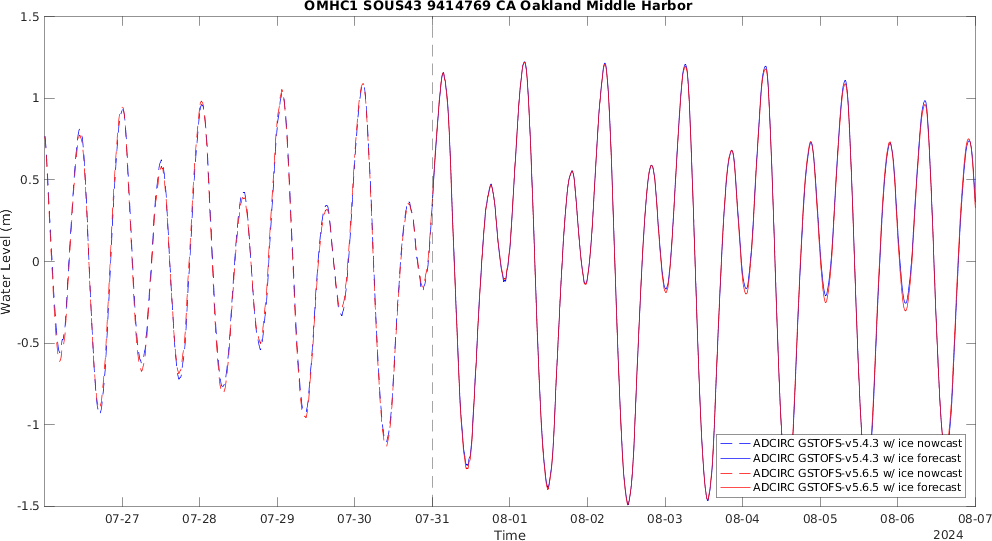 OMHC1 SOUS43 9414769 CA Oakland Middle Harbor
1.5
1
0.5
0
-0.5
-1
-1.5
Water Level (m)
ADCIRC GSTOFS-v5.4.3 w/ ice nowcast
ADCIRC GSTOFS-v5.4.3 w/ ice forecast
ADCIRC GSTOFS-v5.6.5 w/ ice nowcast
ADCIRC GSTOFS-v5.6.5 w/ ice forecast
07-27 07-28 07-29 07-30 07-31 08-01 08-02 08-03 08-04 08-05 08-06 08-07
Time
2024